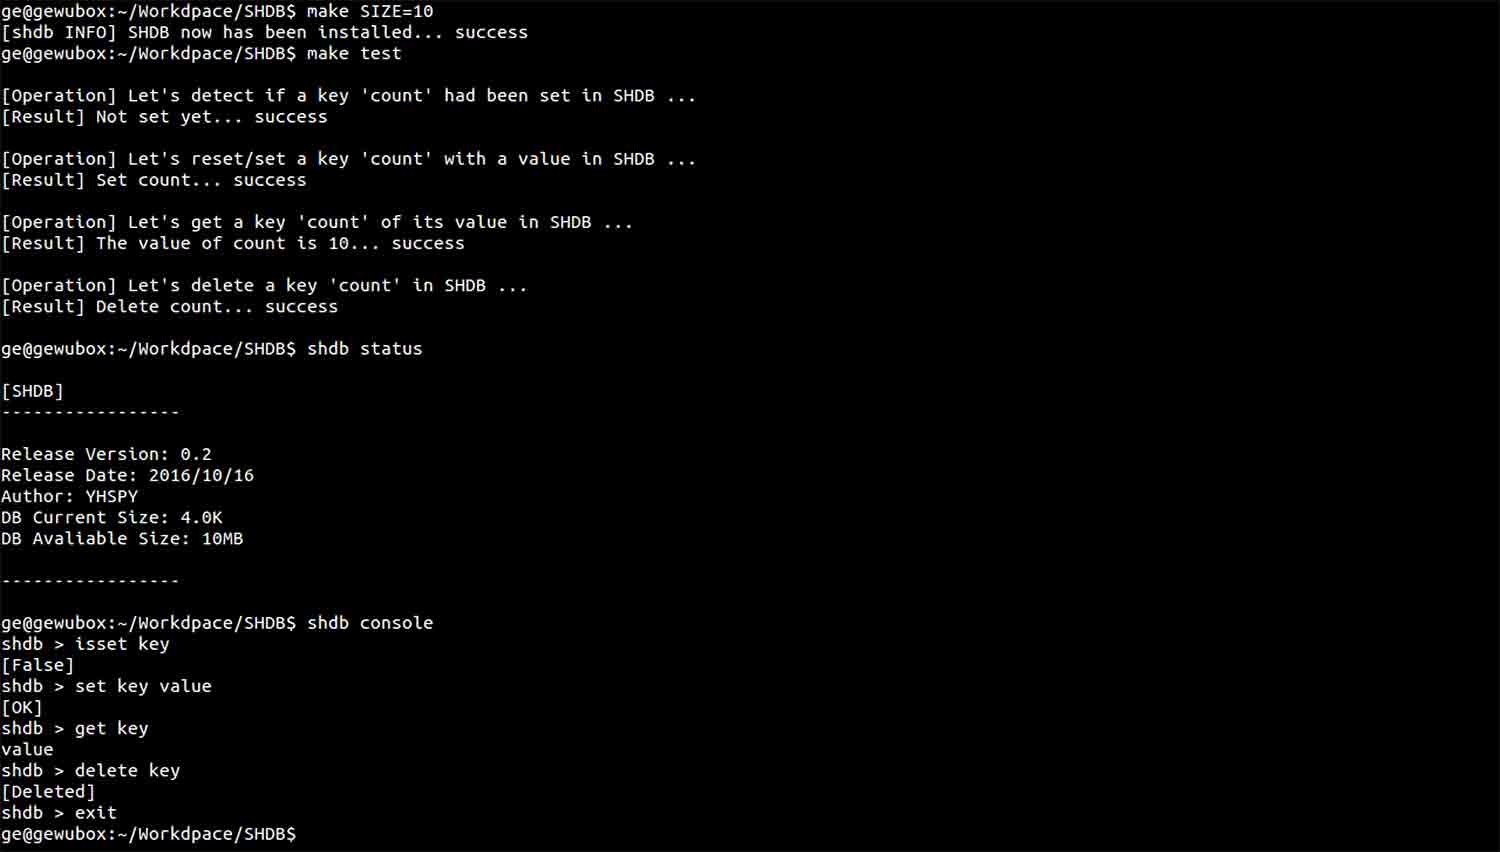 ge@gewubox:~/Workdpace/SHDB$ make SIZE=10
[shdb INFO] SHDB now has been installed... success
ge@gewubox:~/Workdpace/SHDB$ make test
[Operation] Let's detect if a key 'count' had been set in SHDB ...
[Result] Not set yet... success
[Operation] Let's reset/set a key 'count' with a value in SHDB ...
[Result] Set count... success
[Operation] Let's get a key 'count' of its value in SHDB ...
[Result] The value of count is 10... success
[Operation] Let's delete a key 'count' in SHDB ...
[Result] Delete count... success
ge@gewubox:~/Workdpace/SHDB$ shdb status
[SHDB]
-----------------
Release Version: 0.2
Release Date: 2016/10/16
Author: YHSPY
DB Current Size: 4.0K
DB Avaliable Size: 10MB
-----------------
ge@gewubox:~/Workdpace/SHDB$ shdb console
shdb > isset key
[False]
shdb > set key value
[OK]
shdb > get key
value
shdb > delete key
[Deleted]
shdb > exit
ge@gewubox:~/Workdpace/SHDB$